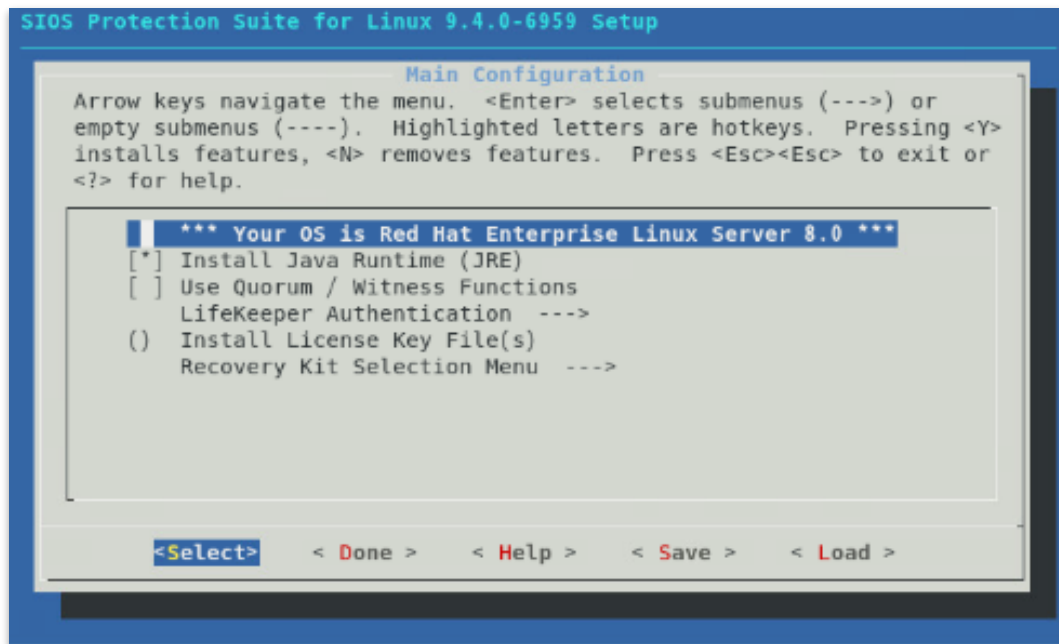 SIOS Protection Suite for Linux 9.4.0-6959 Setup
Main Configuration
Arrow keys navigate the menu. <Enter> selects submenus (--->) or
empty submenus (----). Highlighted letters are hotkeys. Pressing <Y>
installs features, <N> removes features. Press <Esc><Esc> to exit or
<?> for help.
*** Your OS is Red Hat Enterprise Linux Server 8.0 ***
[*] Install Java Runtime (JRE)
[ ] Use Quorum / Witness Functions
LifeKeeper Authentication --->
() Install License Key File(s)
Recovery Kit Selection Menu --->
<Select> < Done > < Help > < Save > < Load >